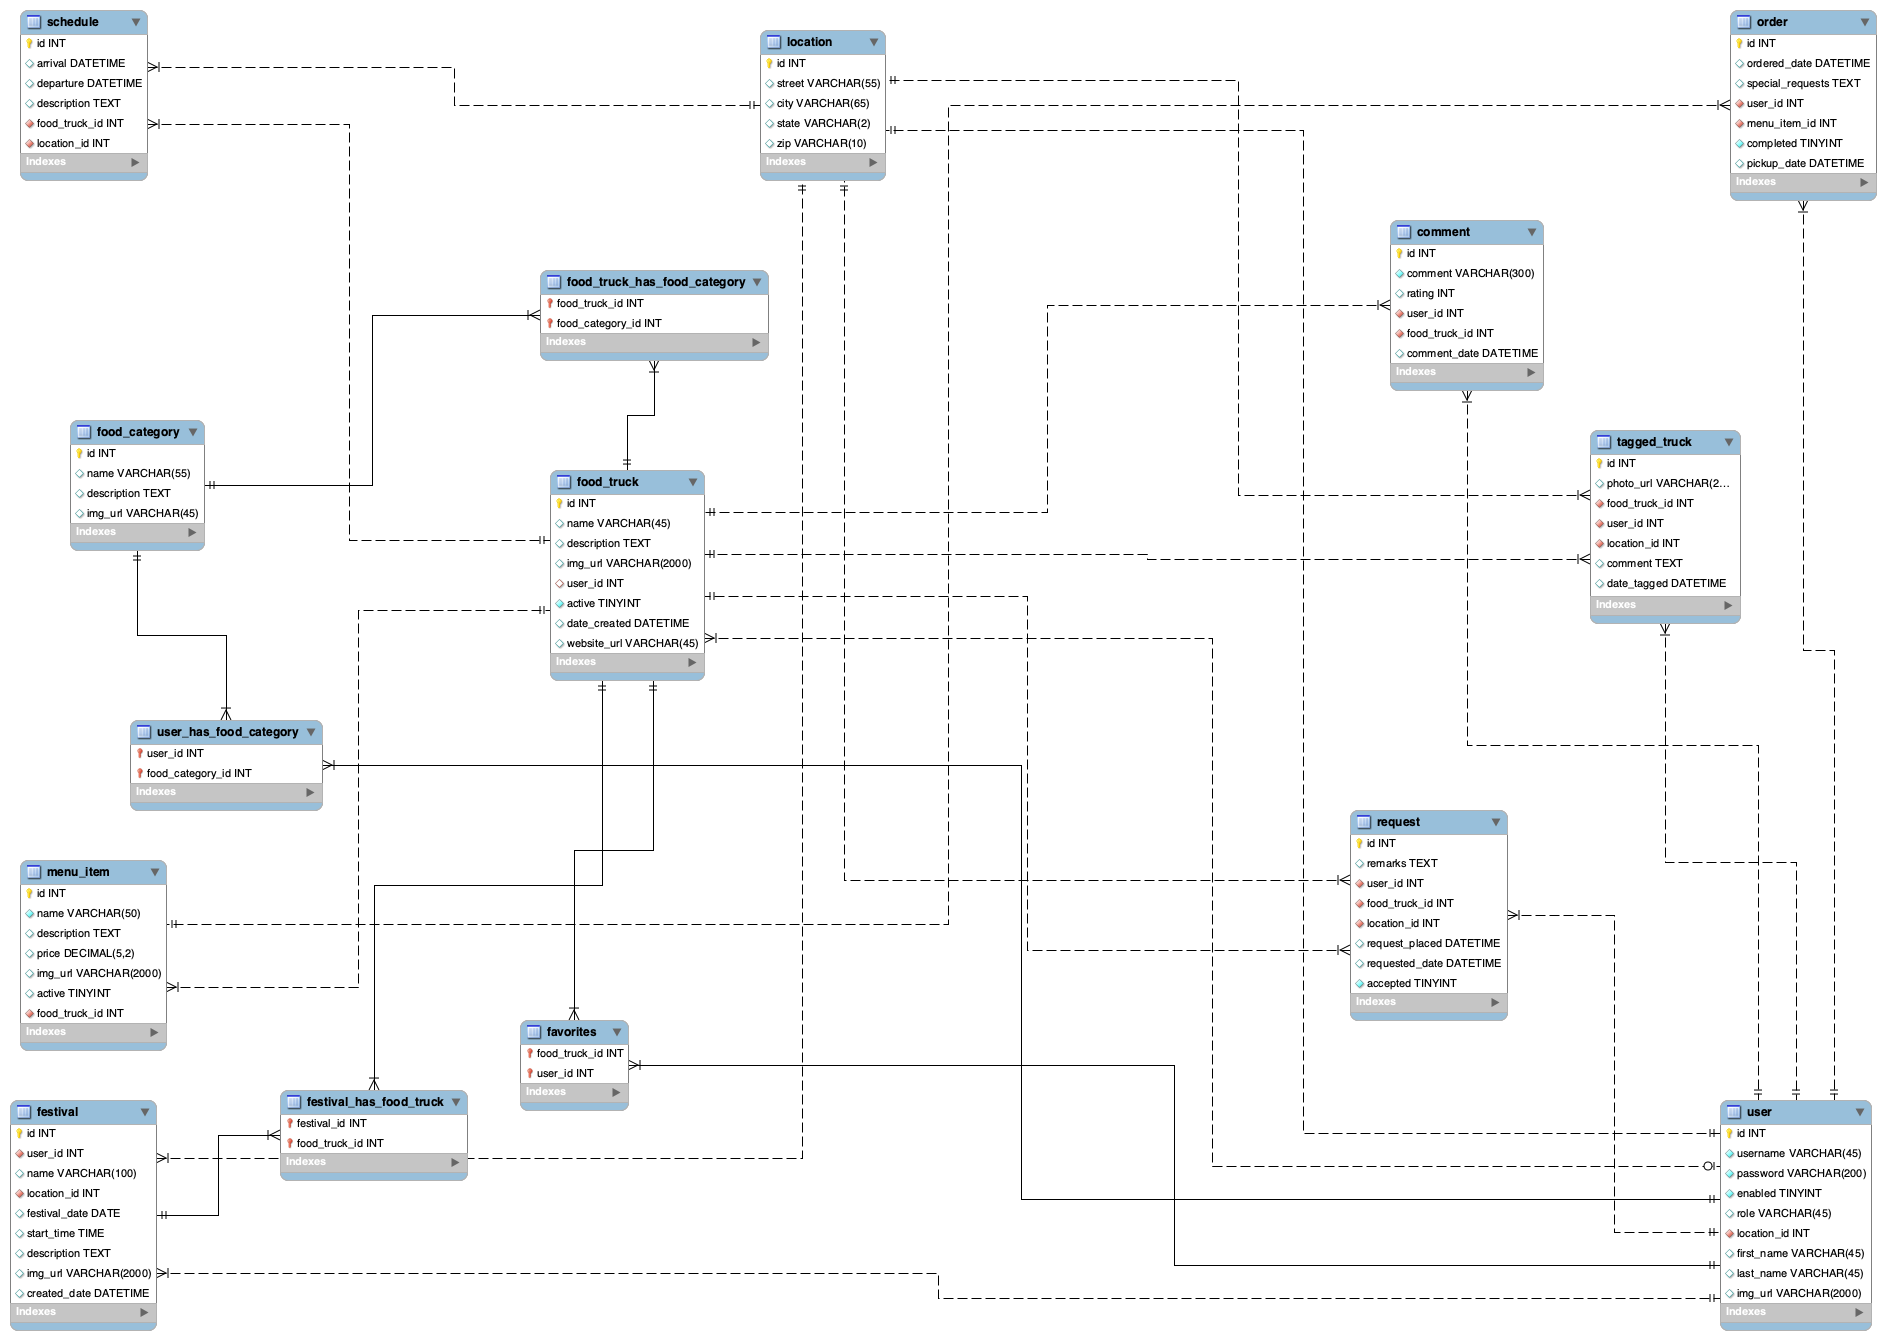 schedule
id INT
arrival DATETIME
departure DATETIME
description TEXT
food_truck_id INT
location_id INT
Indexes
location
id INT
street VARCHAR(55)
city VARCHAR(65)
state VARCHAR(2)
zip VARCHAR(10)
Indexes
order
id INT
ordered_date DATETIME
special_requests TEXT
user_id INT
menu_item_id INT
completed TINYINT
pickup_date DATETIME
Indexes
comment
id INT
comment VARCHAR(300)
rating INT
user_id INT
food_truck_id INT
comment_date DATETIME
Indexes
food_truck_has_food_category
food_truck_id INT
food_category_id INT
Indexes
food_category
id INT
name VARCHAR(55)
description TEXT
img_url VARCHAR(45)
Indexes
food_truck
id INT
name VARCHAR(45)
description TEXT
img_url VARCHAR(2000)
user_id INT
active TINYINT
date_created DATETIME
website_url VARCHAR(45)
Indexes
tagged_truck
id INT
photo_url VARCHAR(2...
food_truck_id INT
user_id INT
location_id INT
comment TEXT
date_tagged DATETIME
Indexes
user_has_food_category
user_id INT
food_category_id INT
Indexes
request
id INT
remarks TEXT
user_id INT
food_truck_id INT
location_id INT
request_placed DATETIME
requested_date DATETIME
accepted TINYINT
Indexes
menu_item
id INT
name VARCHAR(50)
description TEXT
price DECIMAL(5,2)
img_url VARCHAR(2000)
active TINYINT
food_truck_id INT
Indexes
favorites
food_truck_id INT
user_id INT
Indexes
festival_has_food_truck
festival_id INT
food_truck_id INT
Indexes
festival
id INT
user_id INT
name VARCHAR(100)
location_id INT
festival_date DATE
start_time TIME
description TEXT
img_url VARCHAR(2000)
created_date DATETIME
Indexes
user
id INT
username VARCHAR(45)
password VARCHAR(200)
enabled TINYINT
role VARCHAR(45)
location_id INT
first_name VARCHAR(45)
last_name VARCHAR(45)
img_url VARCHAR(2000)
Indexes